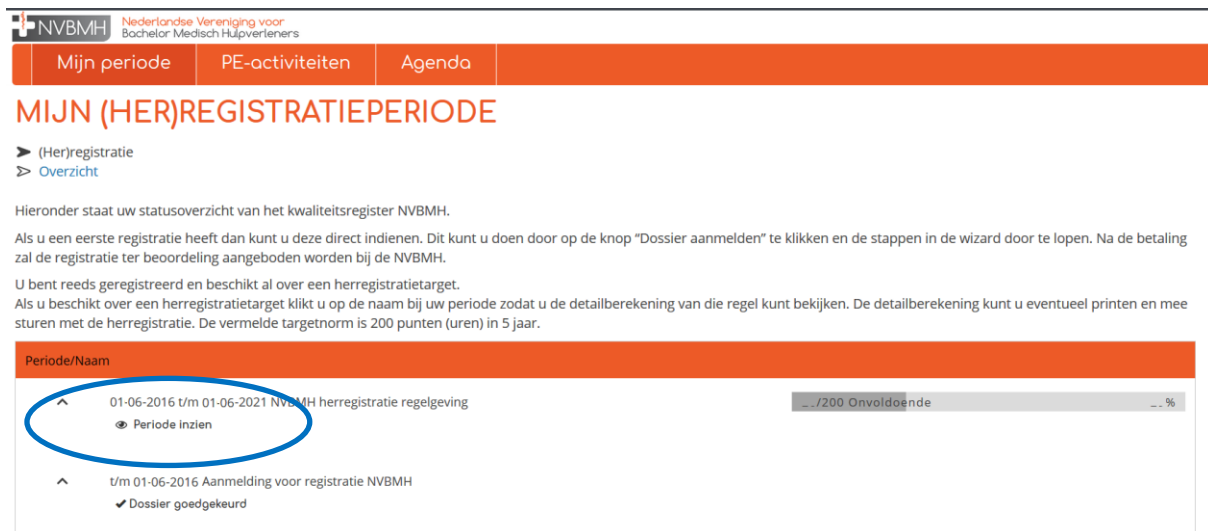 NVBMH Nederlandse Vereniging voor
Bachelor Medisch Hulpverleners
Mijn periode PE-activiteiten Agenda
MIJN (HER)REGISTRATIEPERIODE
(Her)registratie
Overzicht
Hieronder staat uw statusoverzicht van het kwaliteitsregister NVBMH.
Als u een eerste registratie heeft dan kunt u deze direct indienen. Dit kunt u doen door op de knop “Dossier aanmelden” te klikken en de stappen in de wizard door te lopen. Na de betaling
zal de registratie ter beoordeling aangeboden worden bij de NVBMH.
U bent reeds geregistreerd en beschikt al over een herregistratietarget.
Als u beschikt over een herregistratietarget klikt u op de naam bij uw periode zodat u de detailberekening van die regel kunt bekijken. De detailberekening kunt u eventueel printen en mee
sturen met de herregistratie. De vermelde targetnorm is 200 punten (uren) in 5 jaar.
Periode/Naam
01-06-2016 t/m 01-06-2021 NVBMH herregistratie regelgeving _ _/200 Onvoldoende _ _ %
Periode inzien
t/m 01-06-2016 Aanmelding voor registratie NVBMH
Dossier goedgekeurd